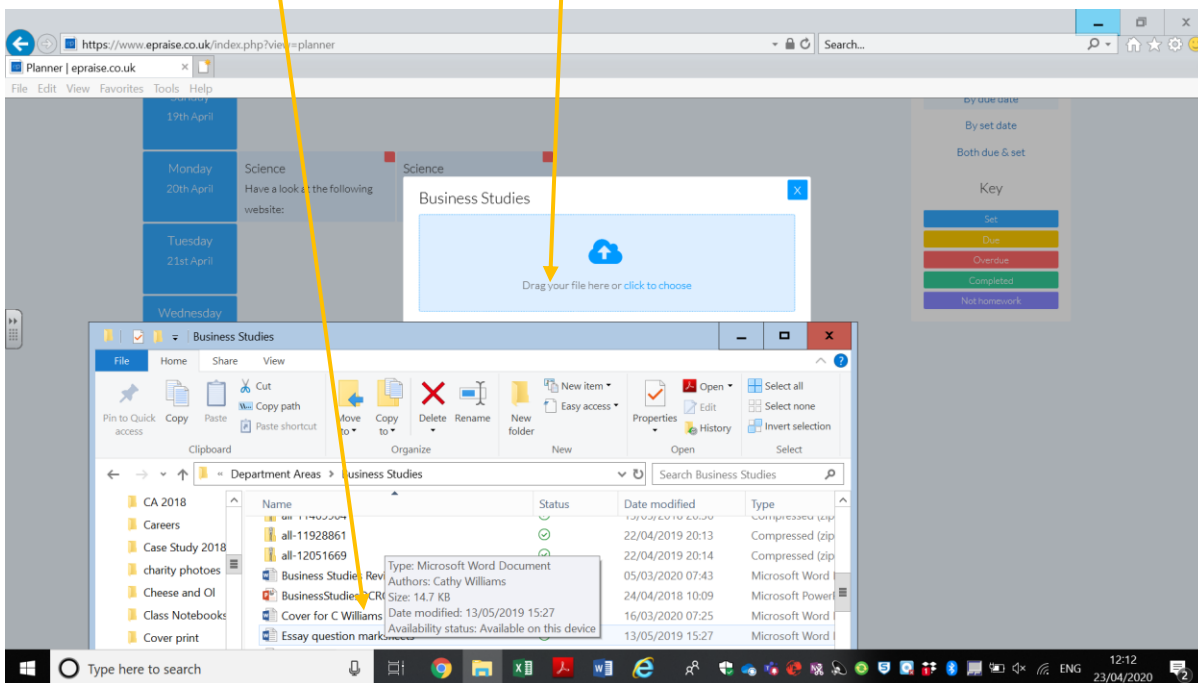 https://www.epraise.co.uk/index.php?view=planner
Search...
Planner | epraise.co.uk
File Edit View Favorites Tools Help
Sunday
19th April
Monday
20th April
Tuesday
21st April
Wednesday
Science
Have a look at the following
website:
Science
By due date
By set date
Both due & set
Key
Set
Due
Overdue
Completed
Not homework
Business Studies
X
Drag your file here or click to choose
Business Studies
File Home Share View
Pin to Quick
access
Copy
Paste
Cut
Copy path
Paste shortcut
Clipboard
Move
to
Copy
to
Delete
Rename
Organize
New
folder
New item
Easy access
New
Properties
Open
Edit
History
Open
Select all
Select none
Invert selection
Select
Department Areas > Business Studies
Search Business Studies
CA 2018
Careers
Case Study 2018
charity photoes
Cheese and OI
Class Notebooks
Cover print
Name Status Date modified Type
all-11928861 22/04/2019 20:13 Compressed (zip
all-12051669 22/04/2019 20:14 Compressed (zip
Business Studies Rev 05/03/2020 07:43 Microsoft Word
BusinessStudies 24/04/2018 10:09 Microsoft Power
Cover for C Williams 16/03/2020 07:25 Microsoft Word
Essay question marksheets 13/05/2019 15:27 Microsoft Word
Type: Microsoft Word Document
Authors: Cathy Williams
Size: 14.7 KB
Date modified: 13/05/2019 15:27
Availability status: Available on this device
Type here to search
ENG
12:12
23/04/2020
2